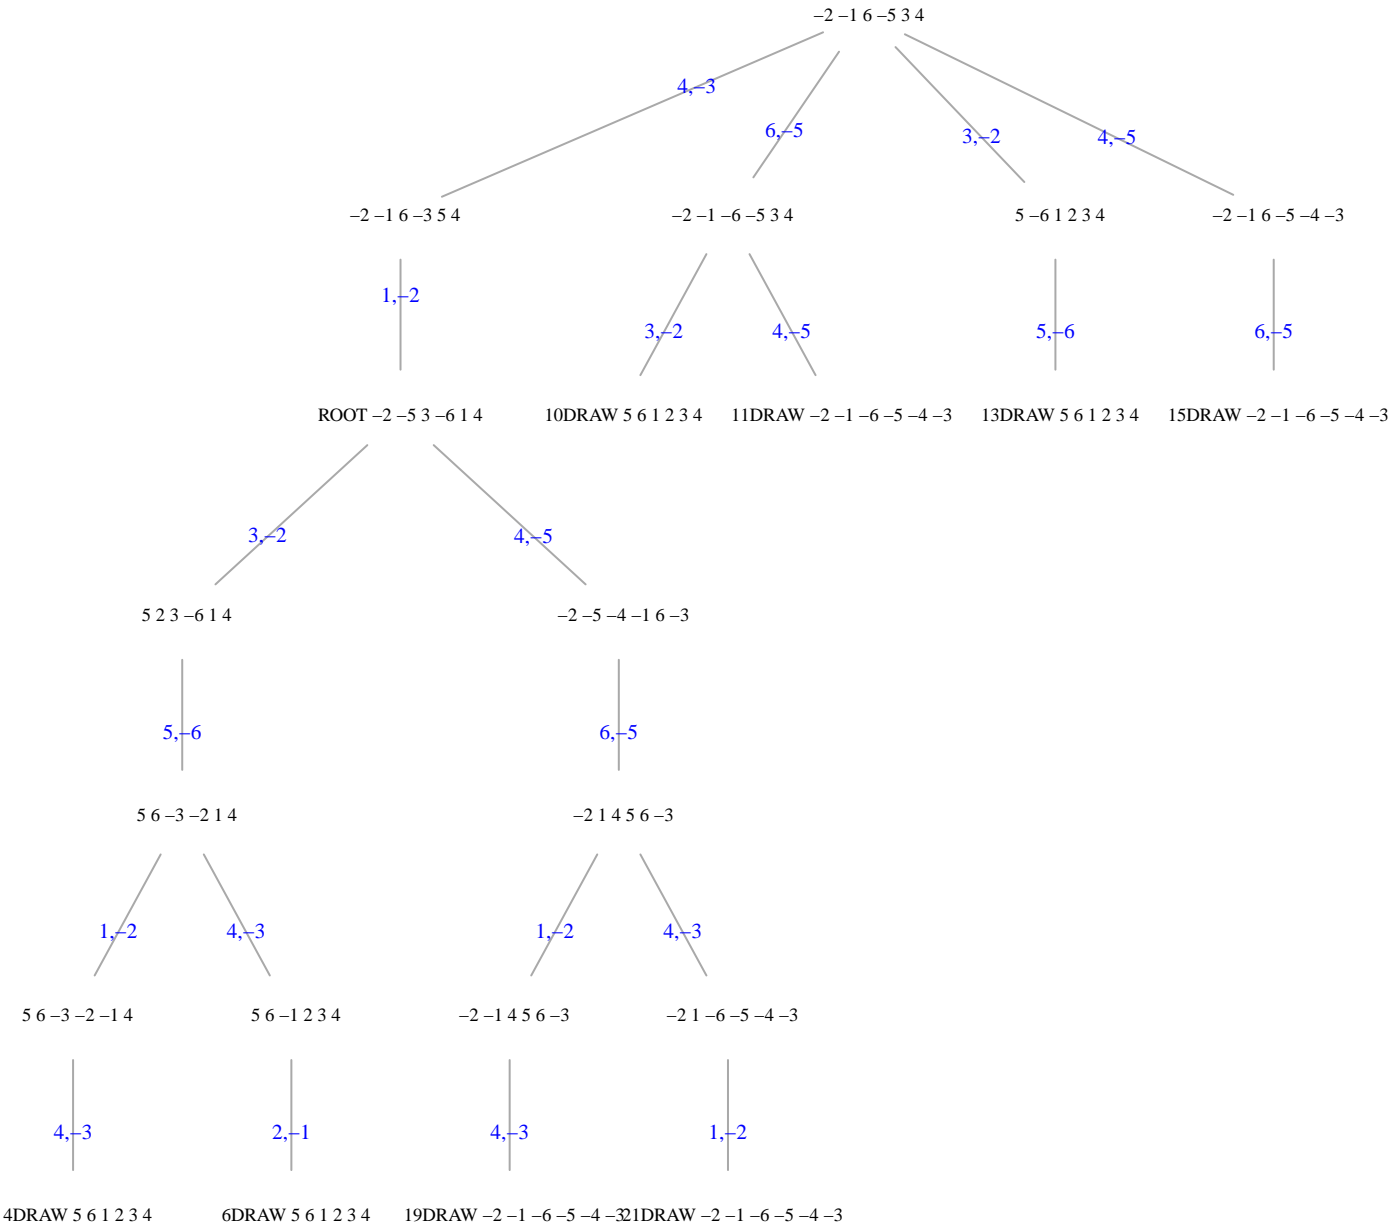 –2 –1 6 –5 3 4
4,–3
6,–5
3,–2
4,–5
–2 –1 6 –3 5 4
–2 –1 –6 –5 3 4
5 –6 1 2 3 4
–2 –1 6 –5 –4 –3
1,–2
3,–2
4,–5
5,–6
6,–5
ROOT –2 –5 3 –6 1 4
10DRAW 5 6 1 2 3 4
11DRAW –2 –1 –6 –5 –4 –3
13DRAW 5 6 1 2 3 4
15DRAW –2 –1 –6 –5 –4 –3
3,–2
4,–5
5 2 3 –6 1 4
–2 –5 –4 –1 6 –3
5,–6
6,–5
5 6 –3 –2 1 4
–2 1 4 5 6 –3
1,–2
4,–3
1,–2
4,–3
5 6 –3 –2 –1 4
5 6 –1 2 3 4
–2 –1 4 5 6 –3
–2 1 –6 –5 –4 –3
4,–3
2,–1
4,–3
1,–2
4DRAW 5 6 1 2 3 4
6DRAW 5 6 1 2 3 4
19DRAW –2 –1 –6 –5 –4 –3
21DRAW –2 –1 –6 –5 –4 –3